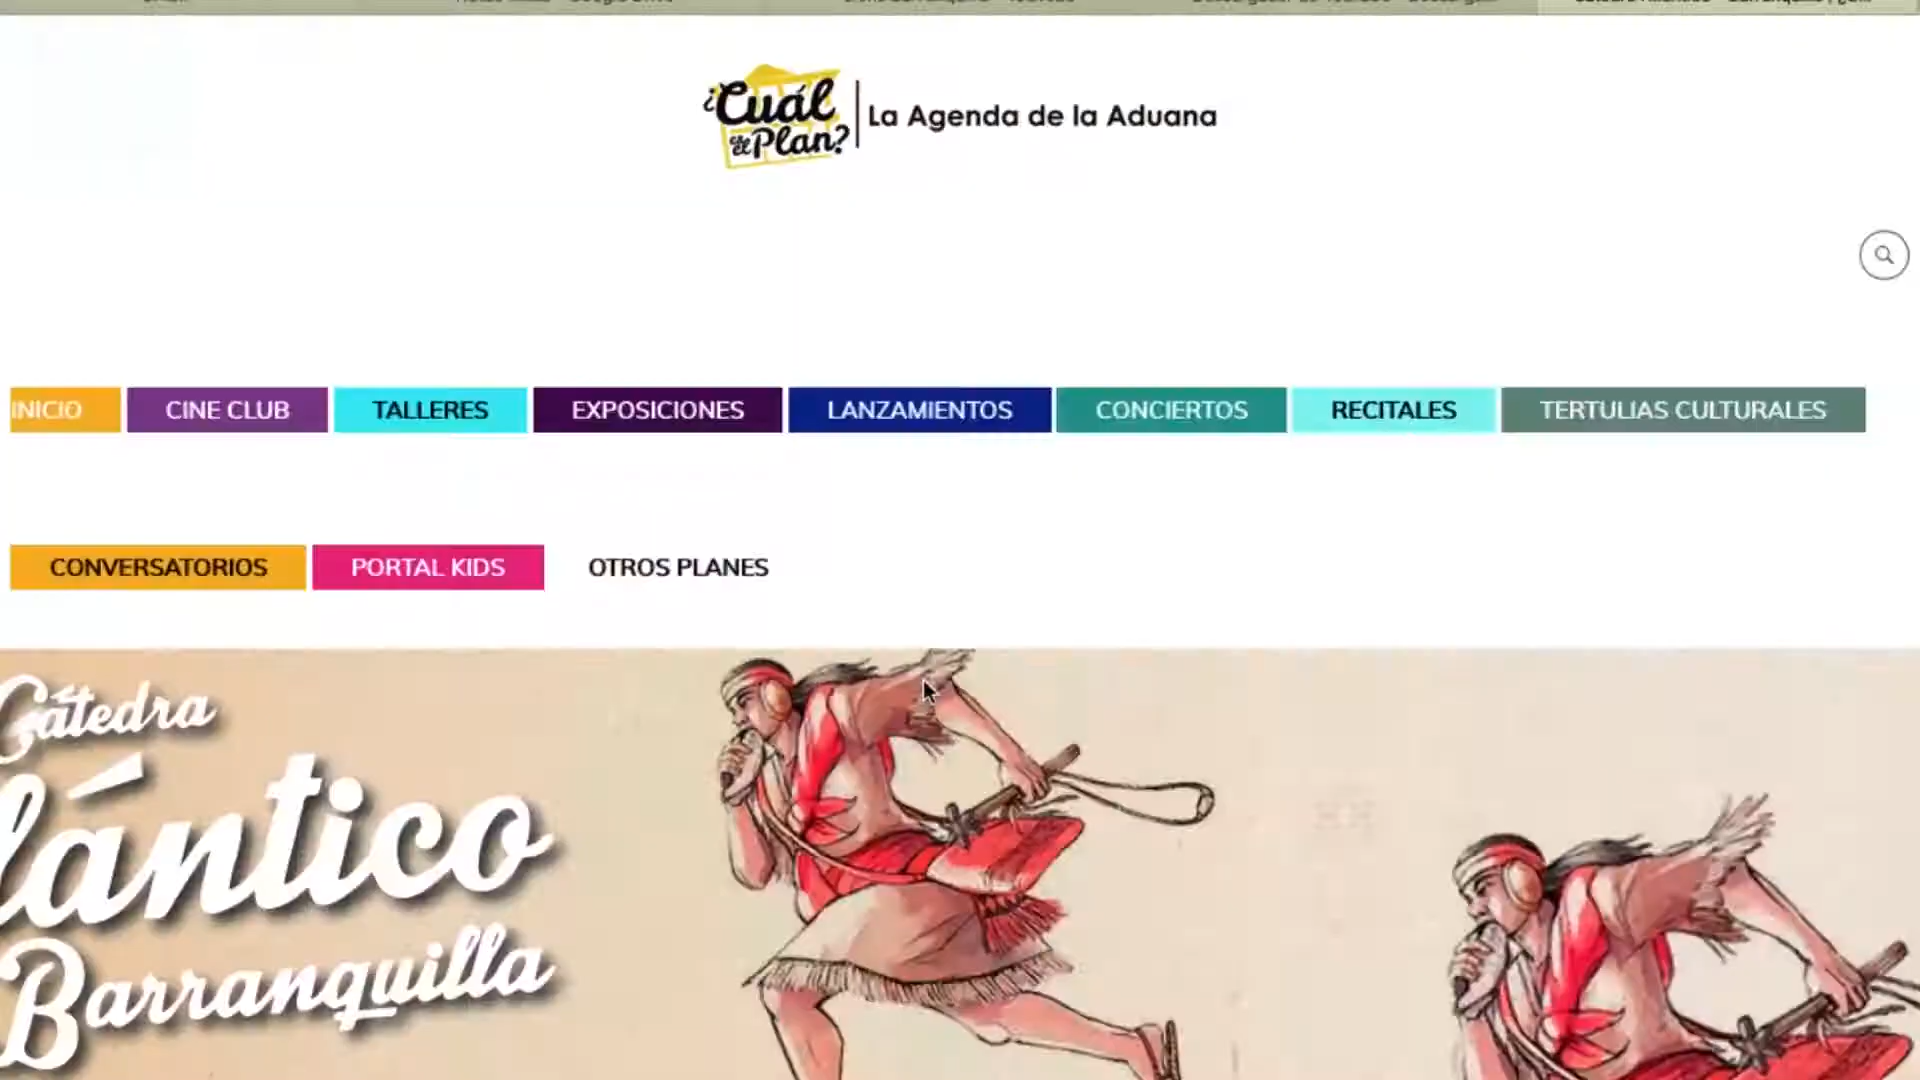 ¿Cuál
es el Plan?
La Agenda de la Aduana
INICIO
CINE CLUB
TALLERES
EXPOSICIONES
LANZAMIENTOS
CONCIERTOS
RECITALES
TERTULIAS CULTURALES
CONVERSATORIOS
PORTAL KIDS
OTROS PLANES
Cátedra
lántico
Barranquilla